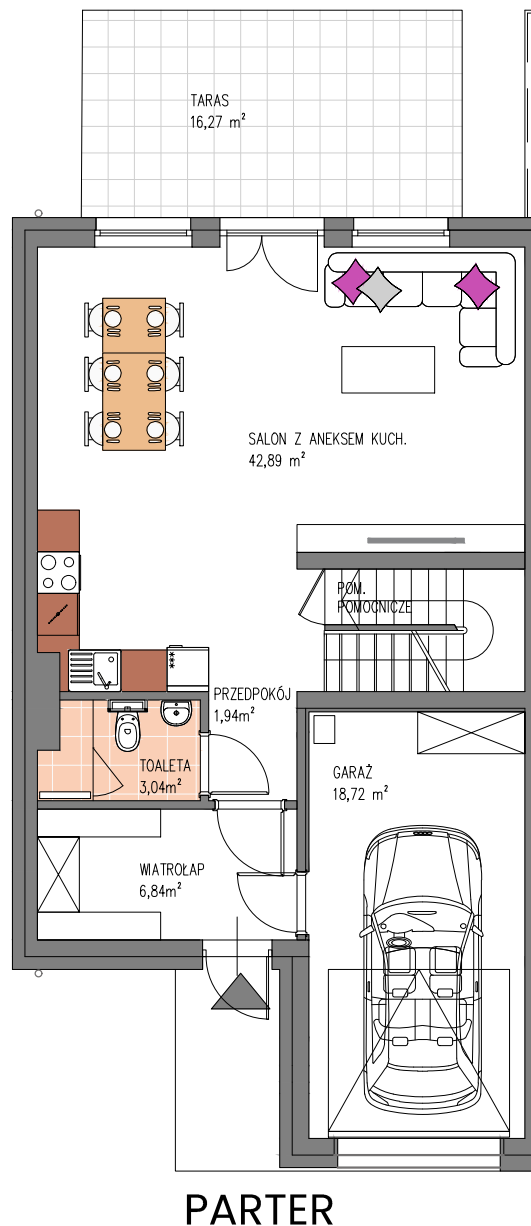 TARAS
16,27 m²
SALON Z ANEKSEM KUCH.
42,89 m²
POM.
POMOCNICZE
PRZEDPOKÓJ
1,94m²
TOALETA
3,04m²
GARAŻ
18,72 m²
WIATROŁAP
6,84m²
PARTER